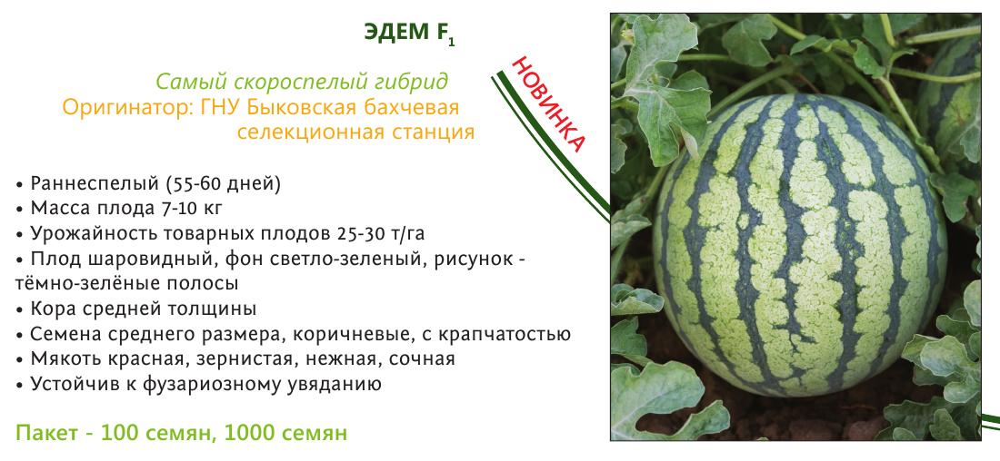 ЭДЕМ F1
Самый скороспелый гибрид
Оригинатор: ГНУ Быковская бахчевая
селекционная станция
НОВИНКА
• Раннеспелый (55-60 дней)
• Масса плода 7-10 кг
• Урожайность товарных плодов 25-30 т/га
• Плод шаровидный, фон светло-зеленый, рисунок -
тёмно-зелёные полосы
• Кора средней толщины
• Семена среднего размера, коричневые, с крапчатостью
• Мякоть красная, зернистая, нежная, сочная
• Устойчив к фузариозному увяданию
Пакет - 100 семян, 1000 семян